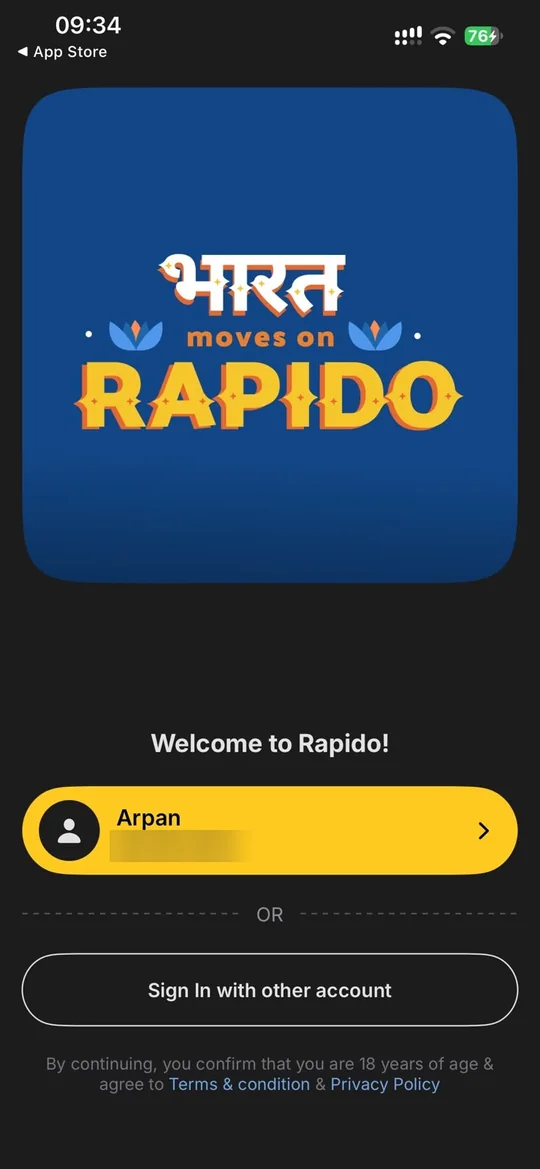 09:34
76
◀ App Store
भारत
moves on
RAPIDO
Welcome to Rapido!
Arpan
OR
Sign In with other account
By continuing, you confirm that you are 18 years of age &
agree to Terms & condition & Privacy Policy